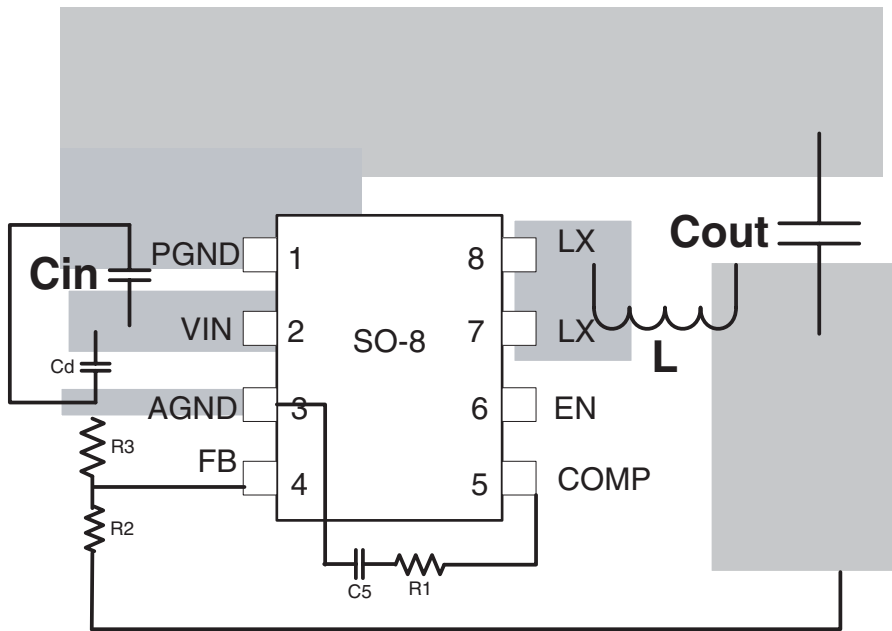 PGND 1 8 LX
Cout
Cin
VIN 2 SO-8 7 LX
L
Cd
AGND 3 6 EN
R3
FB 4 5 COMP
R2
C5 R1